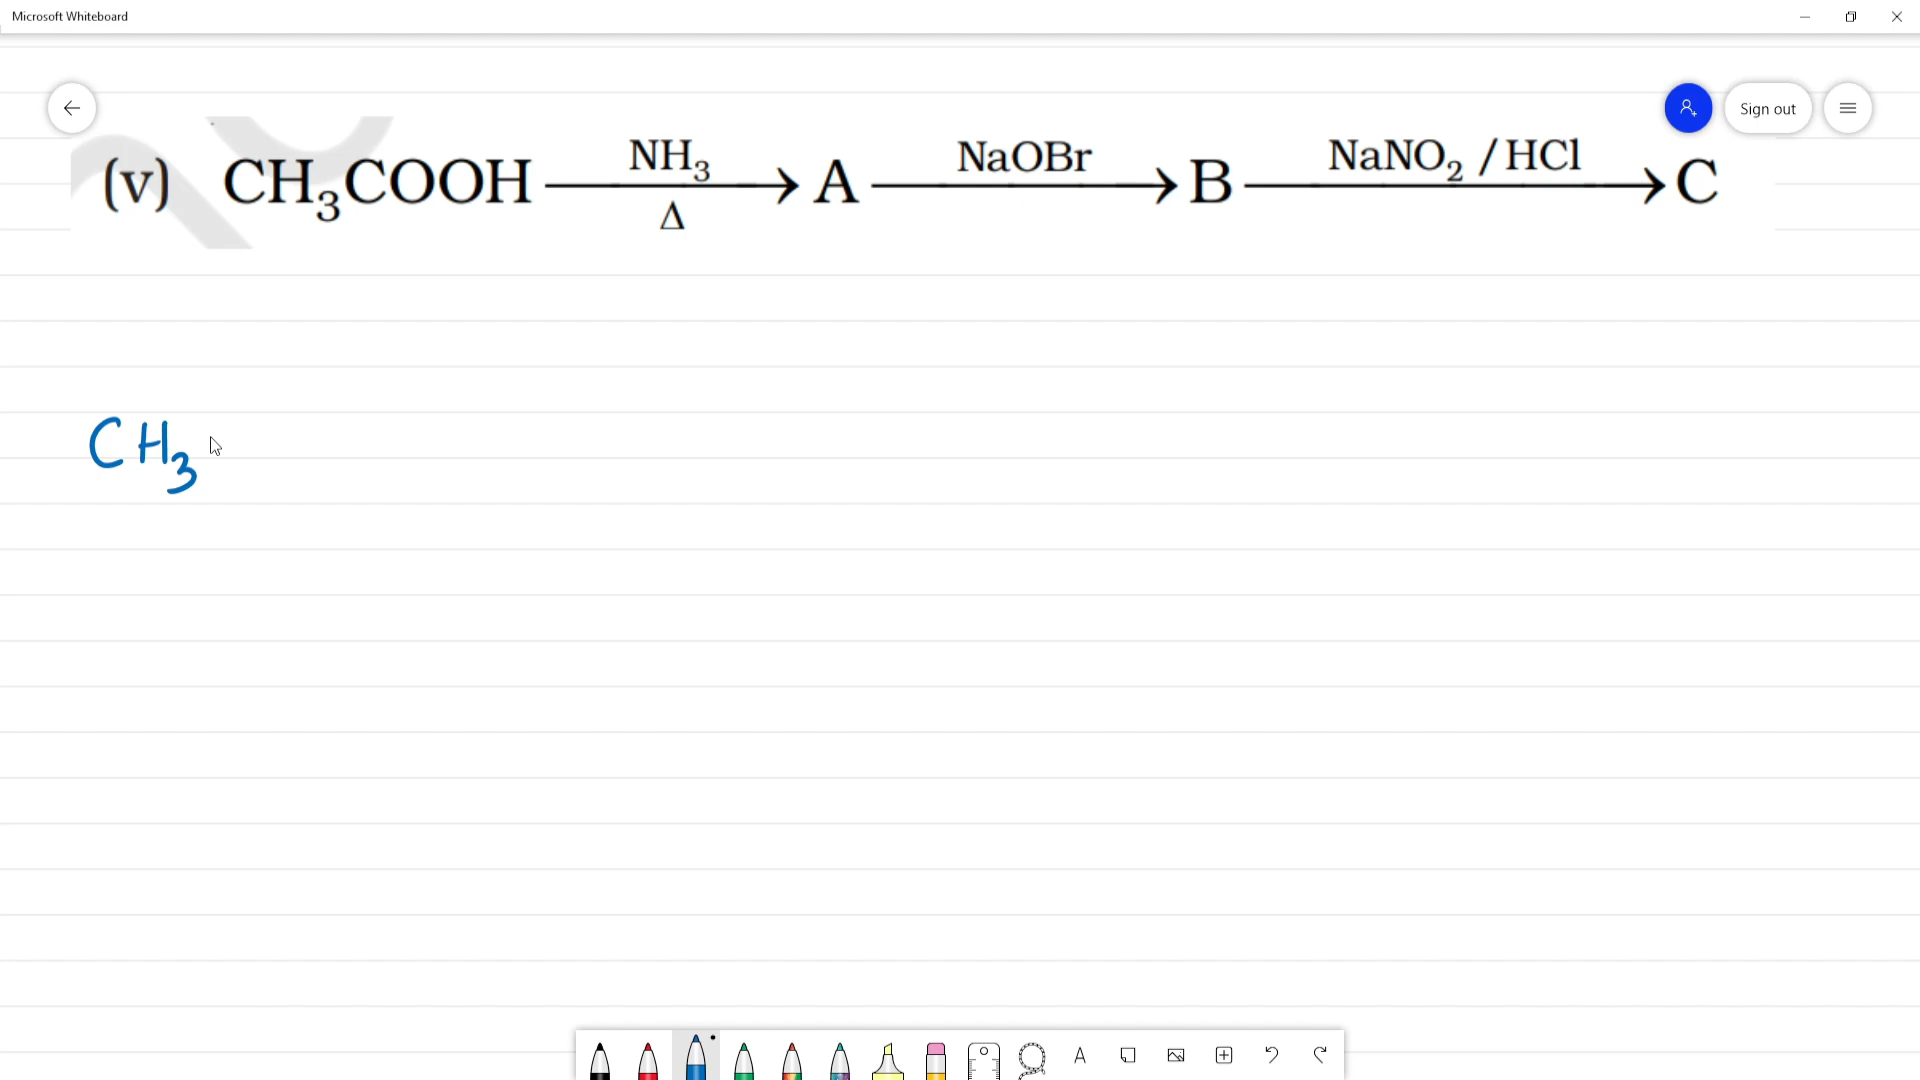 Microsoft Whiteboard
Sign out
(v) CH₃COOH —NH₃/Δ→ A —NaOBr→ B —NaNO₂ / HCl→ C
CH₃
A